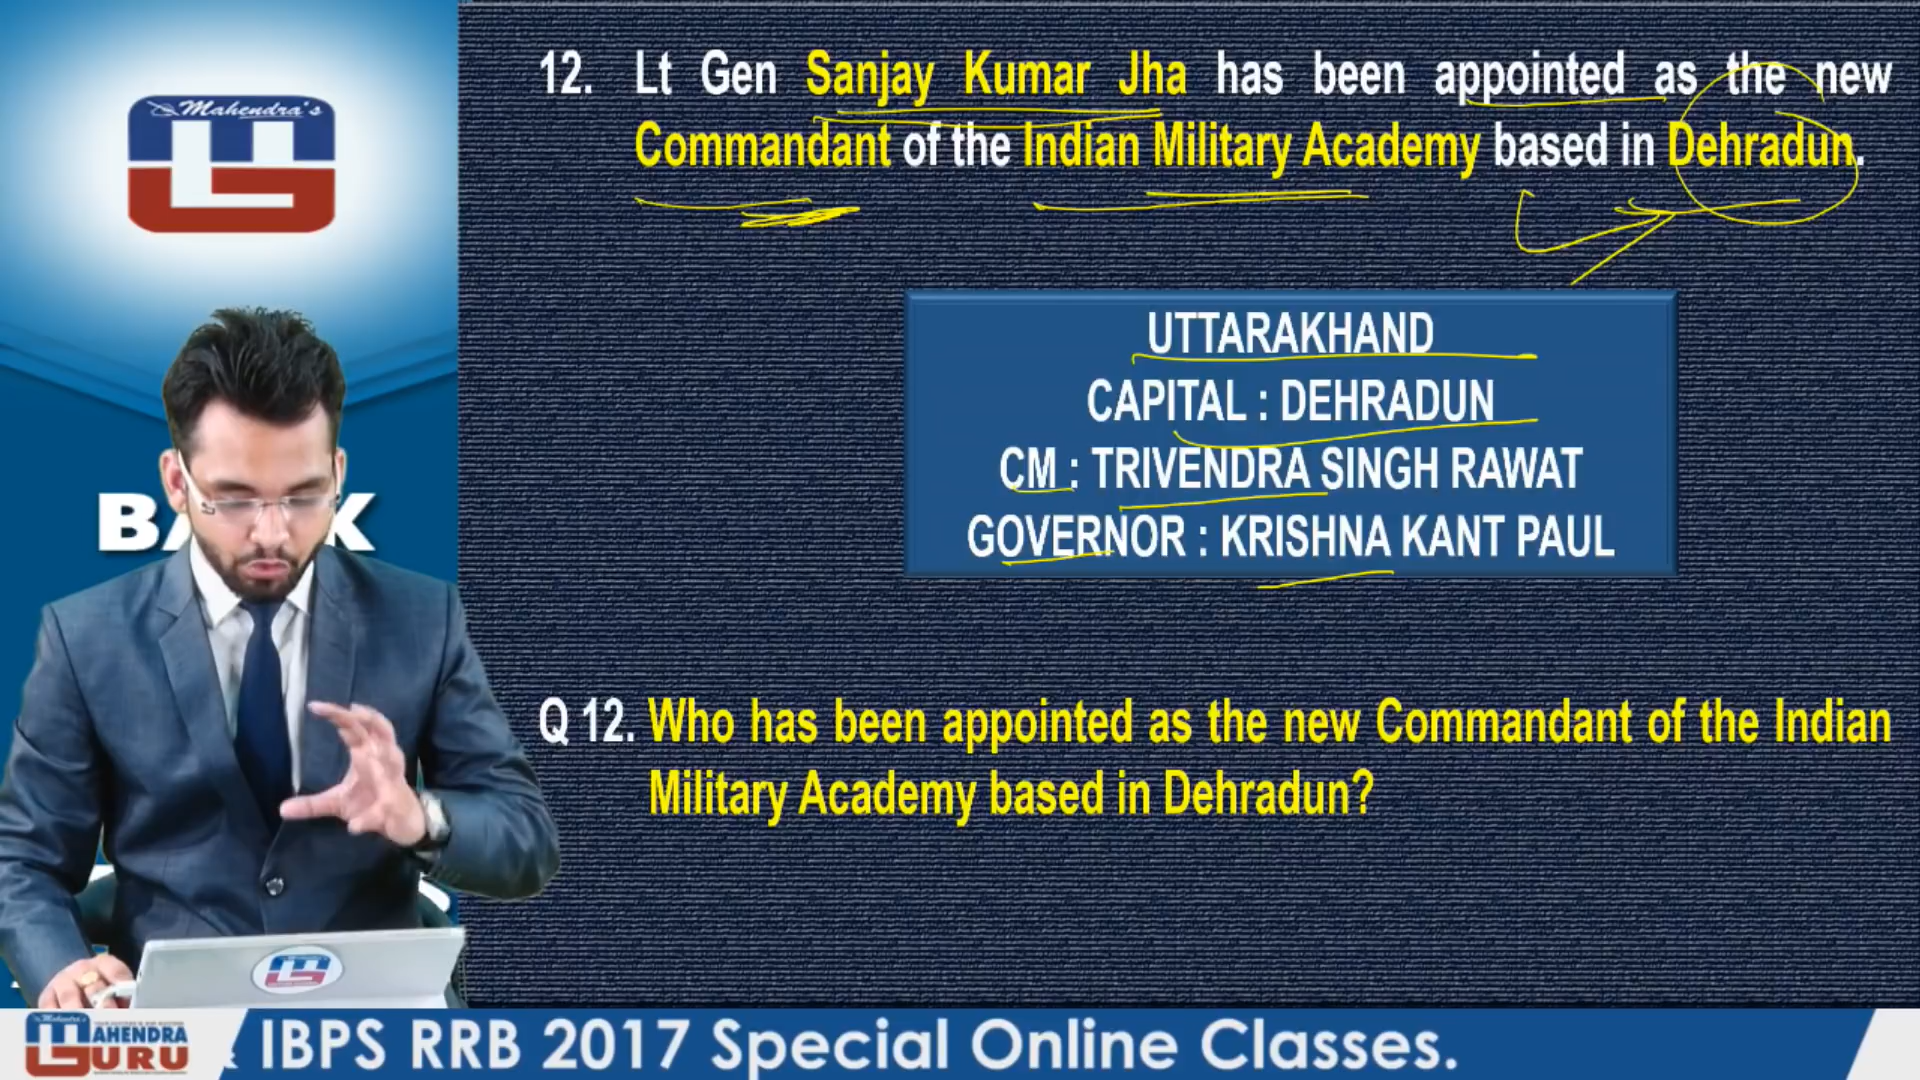 Mahendra's
12. Lt Gen Sanjay Kumar Jha has been appointed as the new
Commandant of the Indian Military Academy based in Dehradun.
UTTARAKHAND
CAPITAL : DEHRADUN
CM : TRIVENDRA SINGH RAWAT
GOVERNOR : KRISHNA KANT PAUL
Q 12. Who has been appointed as the new Commandant of the Indian
Military Academy based in Dehradun?
Mahendra's
MAHENDRA
GURU
& IBPS RRB 2017 Special Online Classes.